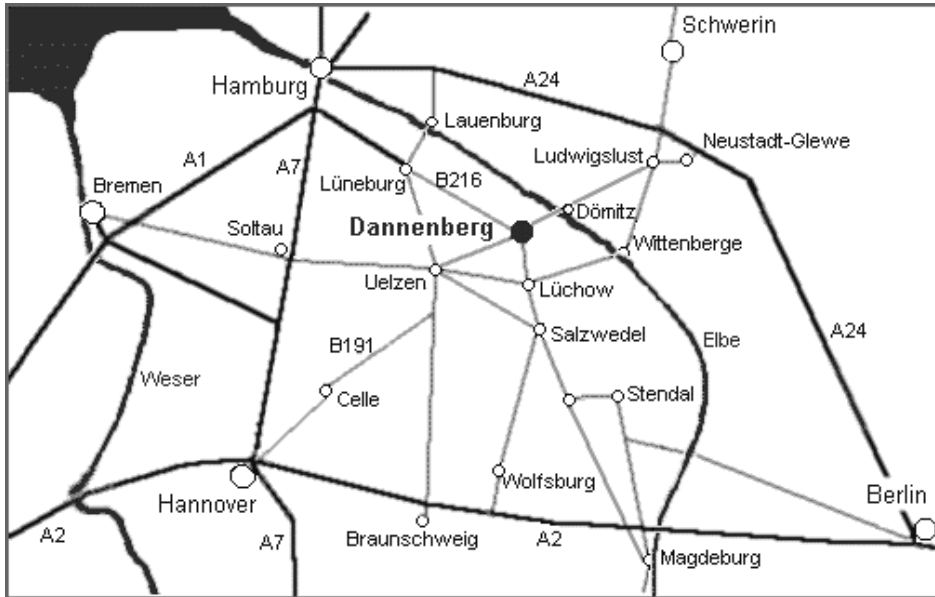 Schwerin
Hamburg
A24
Lauenburg
Neustadt-Glewe
A1
A7
Ludwigslust
Bremen
Lüneburg
B216
Soltau
Dannenberg
Dömitz
Wittenberge
Uelzen
Lüchow
Salzwedel
Elbe
A24
B191
Weser
Celle
Stendal
Wolfsburg
Hannover
Berlin
A2
A7
Braunschweig
A2
Magdeburg